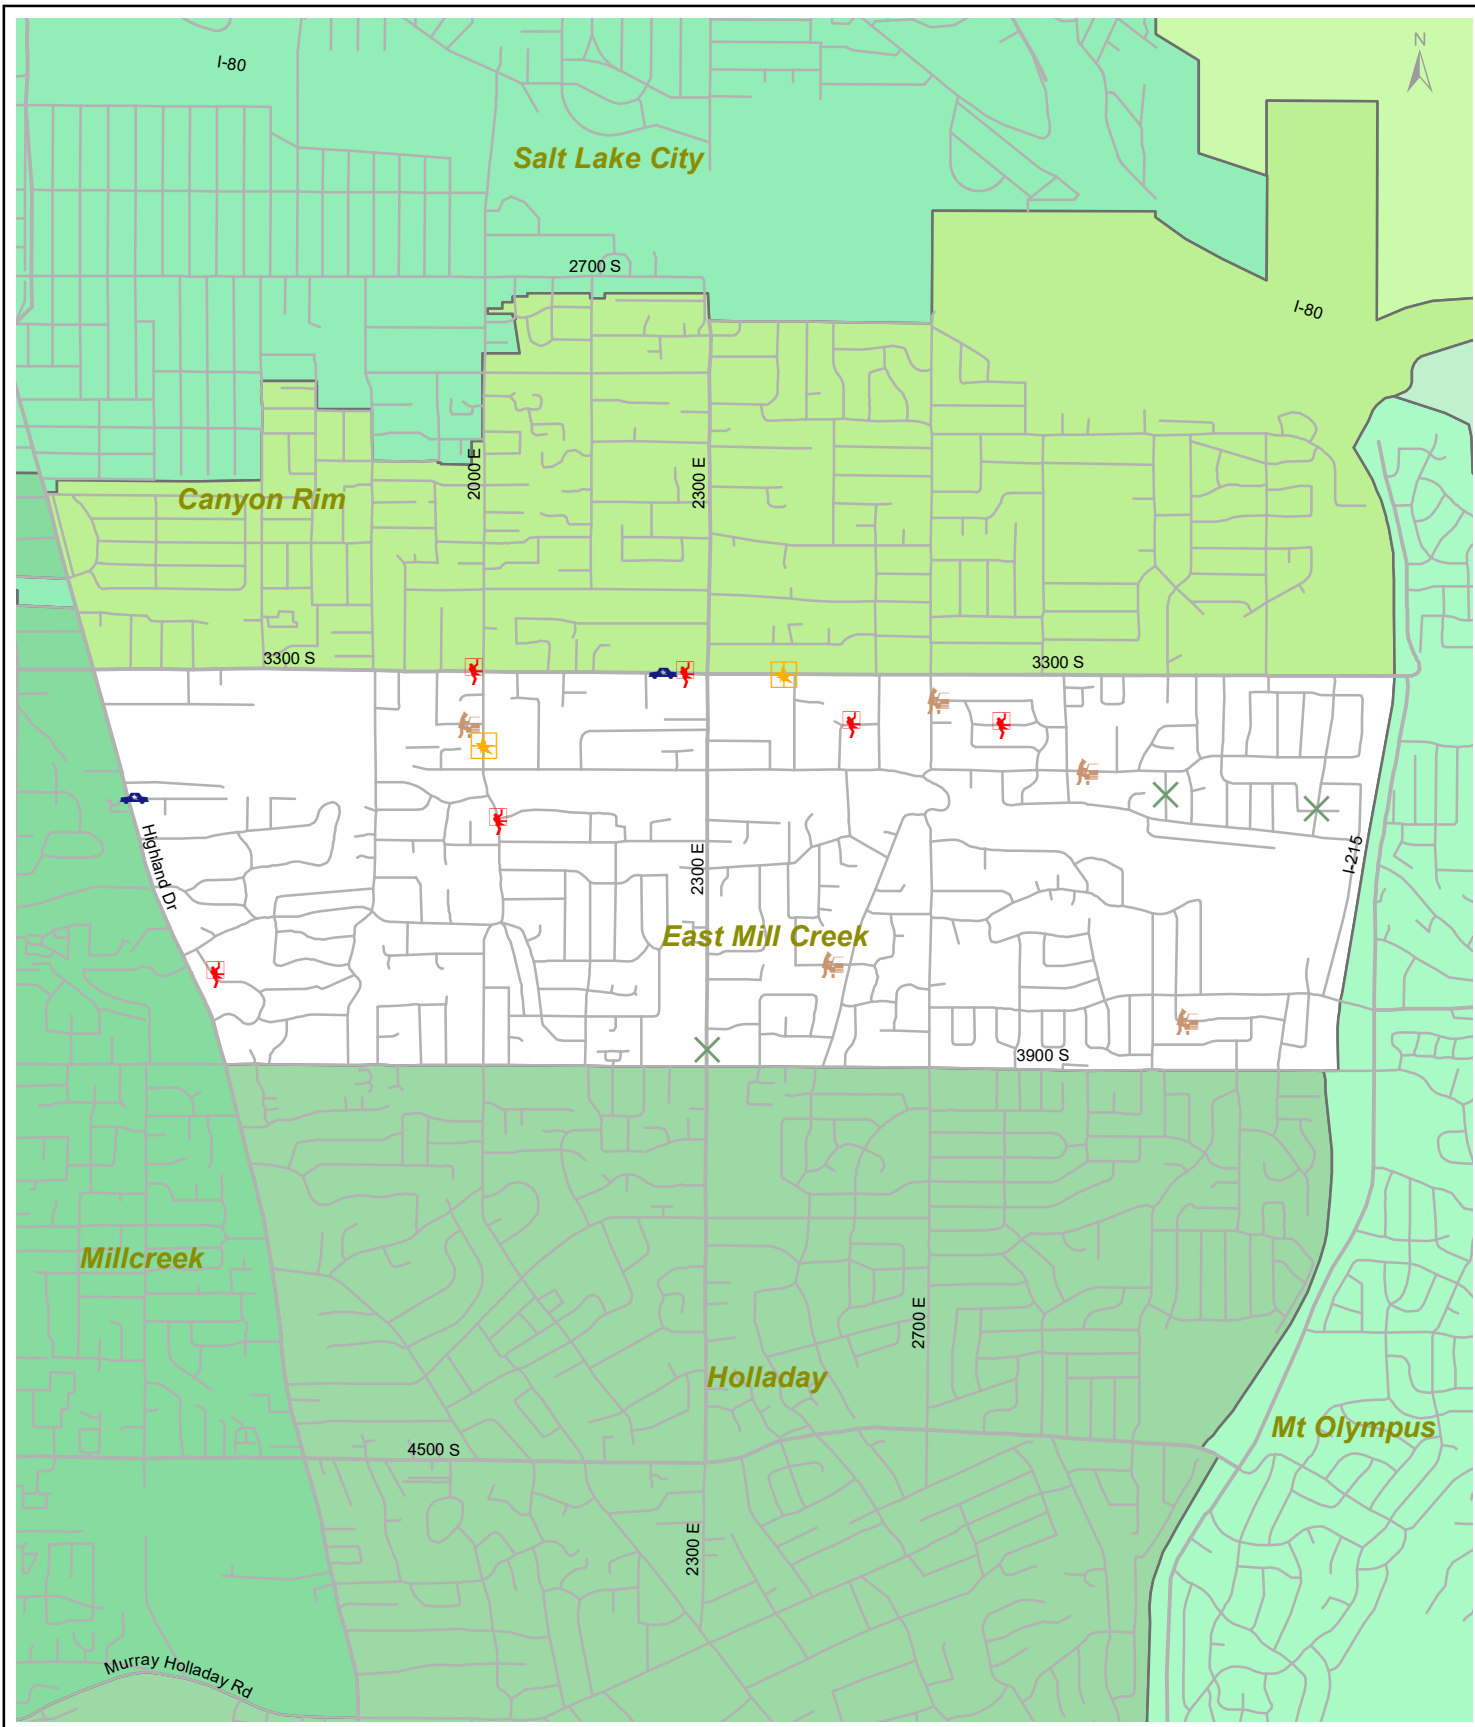 N
I-80
Salt Lake City
2700 S
I-80
2000 E
2300 E
Canyon Rim
3300 S
3300 S
Highland Dr
2300 E
I-215
East Mill Creek
3900 S
Millcreek
2700 E
Holladay
Mt Olympus
4500 S
2300 E
Murray Holladay Rd